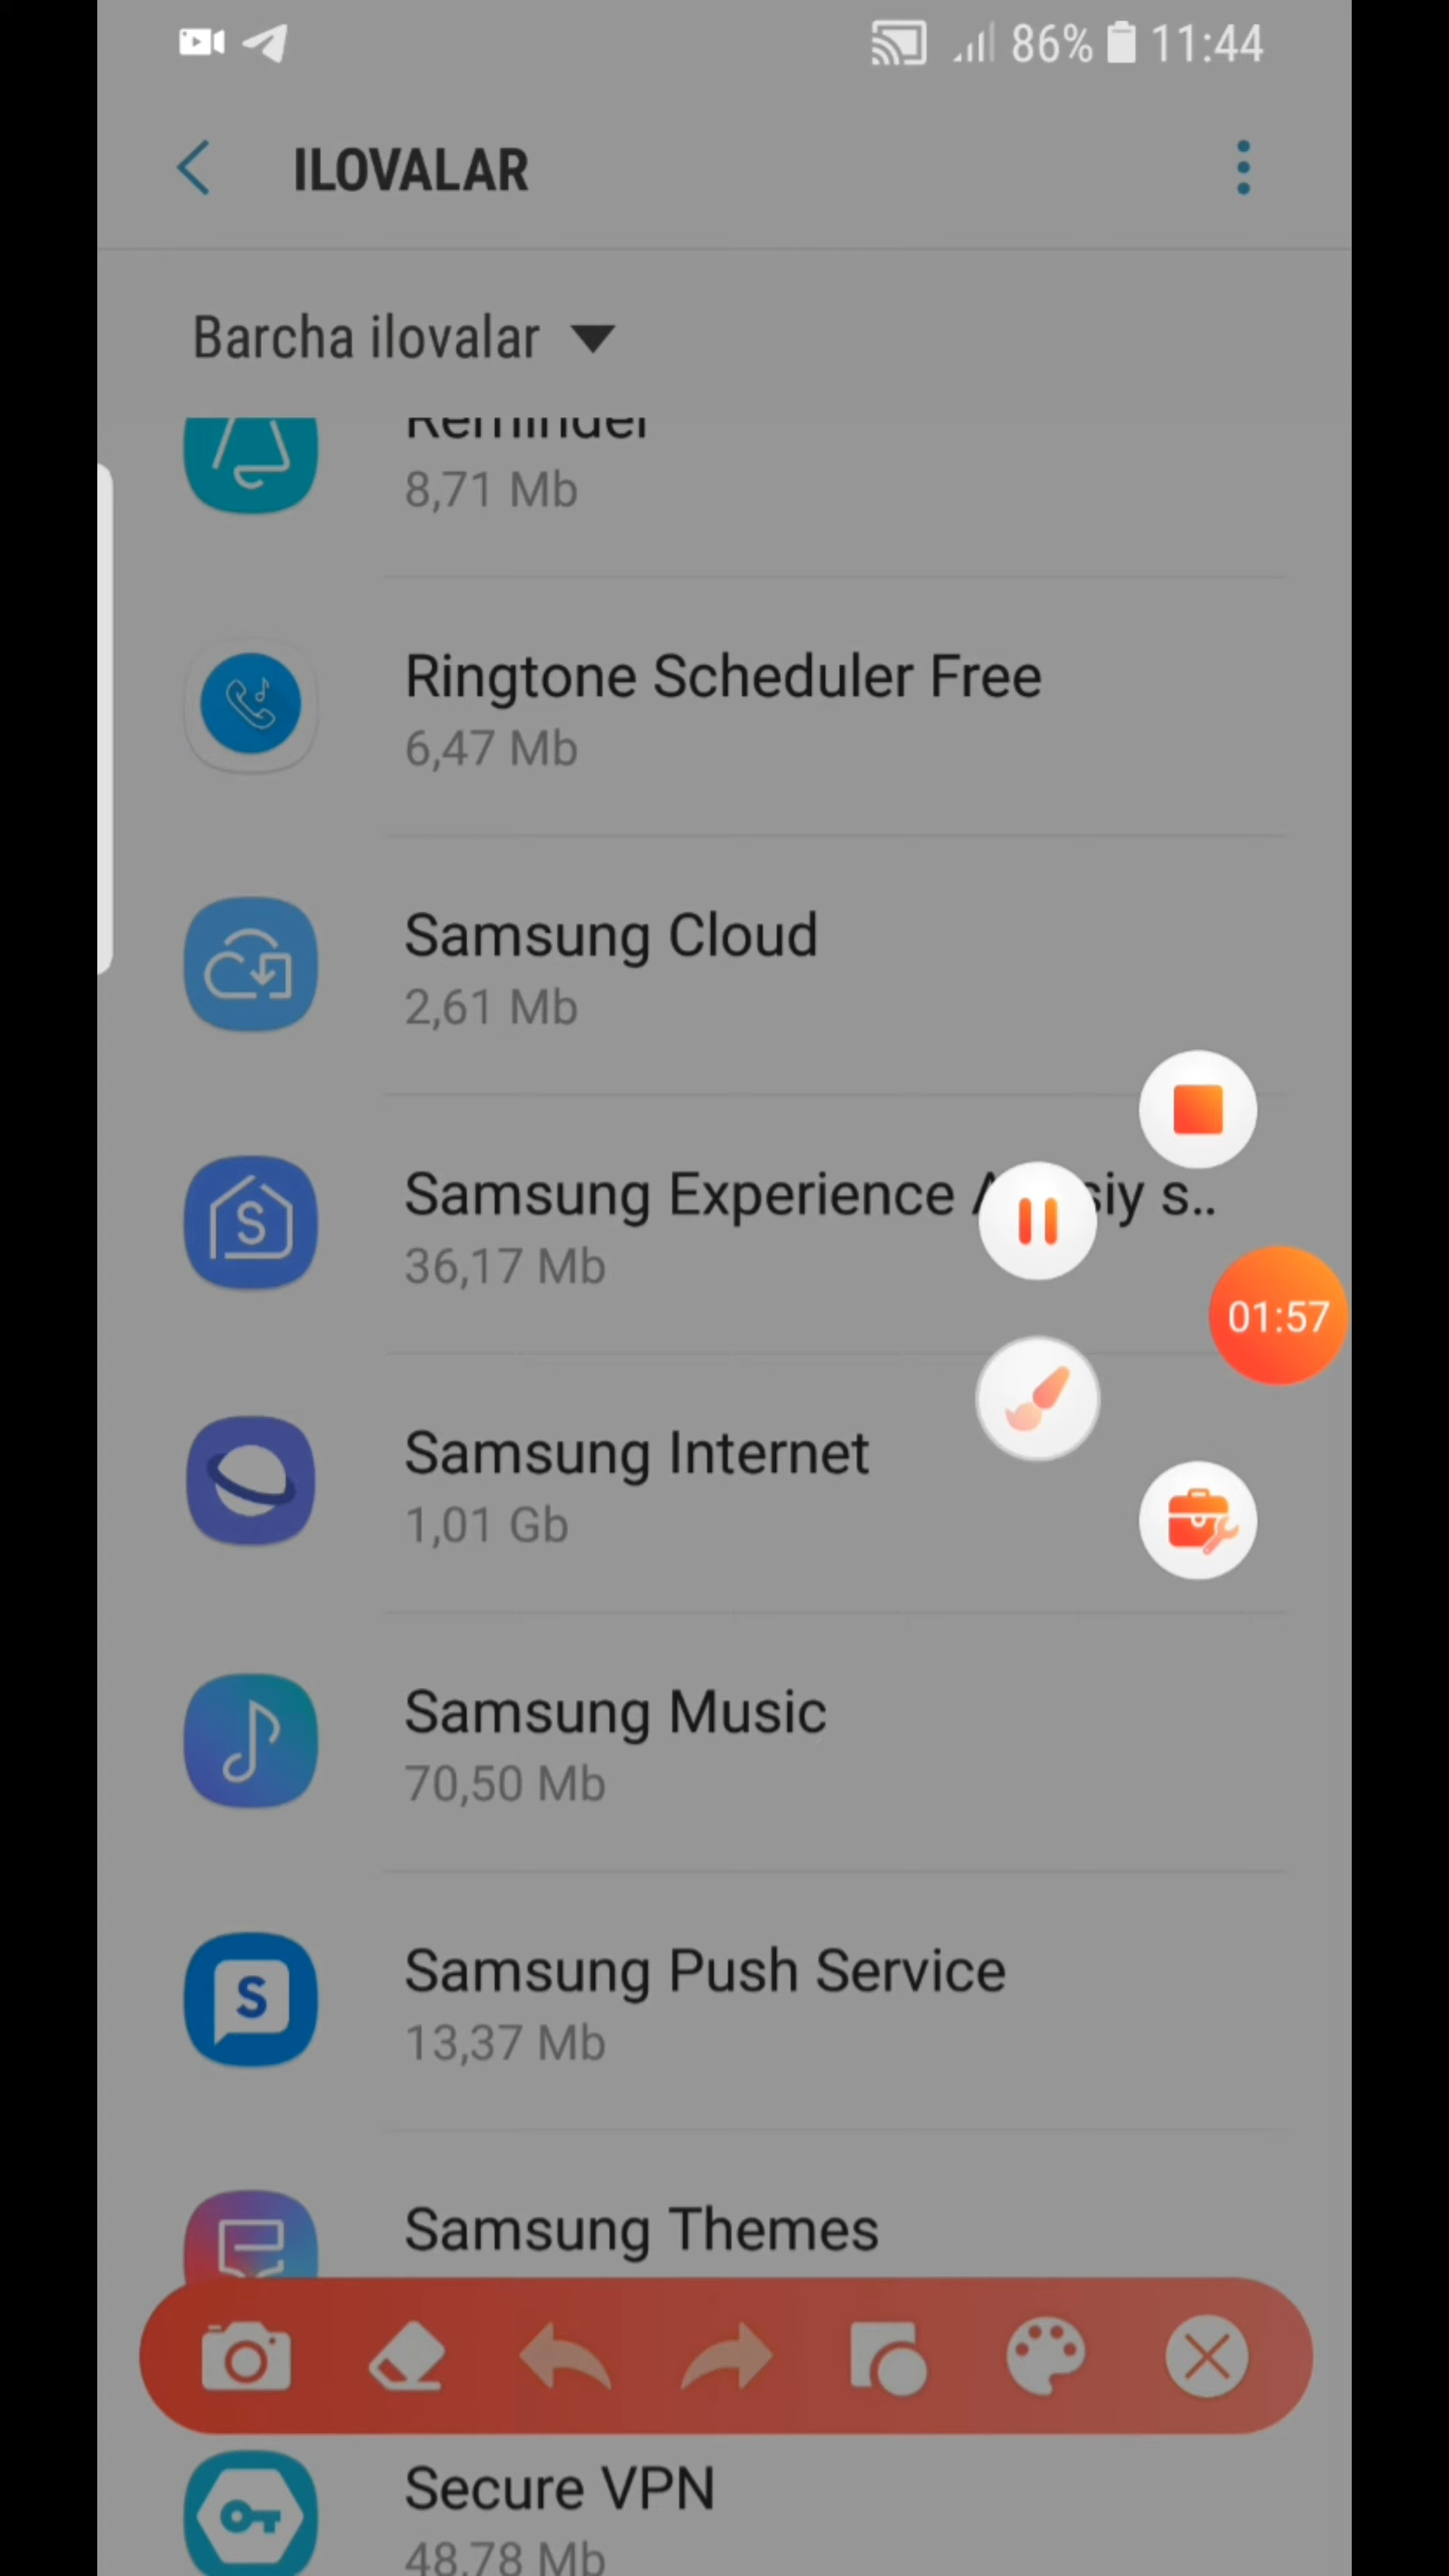 86% 11:44
ILOVALAR
Barcha ilovalar
Reminder
8,71 Mb
Ringtone Scheduler Free
6,47 Mb
Samsung Cloud
2,61 Mb
Samsung Experience
siy s..
36,17 Mb
01:57
Samsung Internet
1,01 Gb
Samsung Music
70,50 Mb
Samsung Push Service
13,37 Mb
Samsung Themes
Secure VPN
48,78 Mb